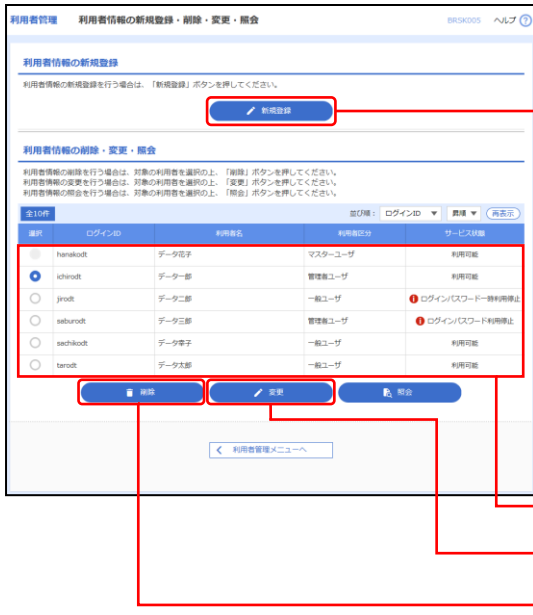 利用者管理 利用者情報の新規登録・削除・変更・照会 BRSK005 ヘルプ ?
利用者情報の新規登録
利用者情報の新規登録を行う場合は、「新規登録」ボタンを押してください。
新規登録
利用者情報の削除・変更・照会
利用者情報の削除を行う場合は、対象の利用者を選択の上、「削除」ボタンを押してください。
利用者情報の変更を行う場合は、対象の利用者を選択の上、「変更」ボタンを押してください。
利用者情報の照会を行う場合は、対象の利用者を選択の上、「照会」ボタンを押してください。
全10件 並び順： ログインID ▼ 昇順 ▼ 再表示
選択 ログインID 利用者名 利用者区分 サービス状態
hanakodt データ花子 マスターユーザ 利用可能
ichirodt データ一郎 管理者ユーザ 利用可能
jirodt データ二郎 一般ユーザ ログインパスワード一時利用停止
saburodt データ三郎 管理者ユーザ ログインパスワード利用停止
sachikodt データ幸子 一般ユーザ 利用可能
tarodt データ太郎 一般ユーザ 利用可能
削除 変更 照会
利用者管理メニューへ